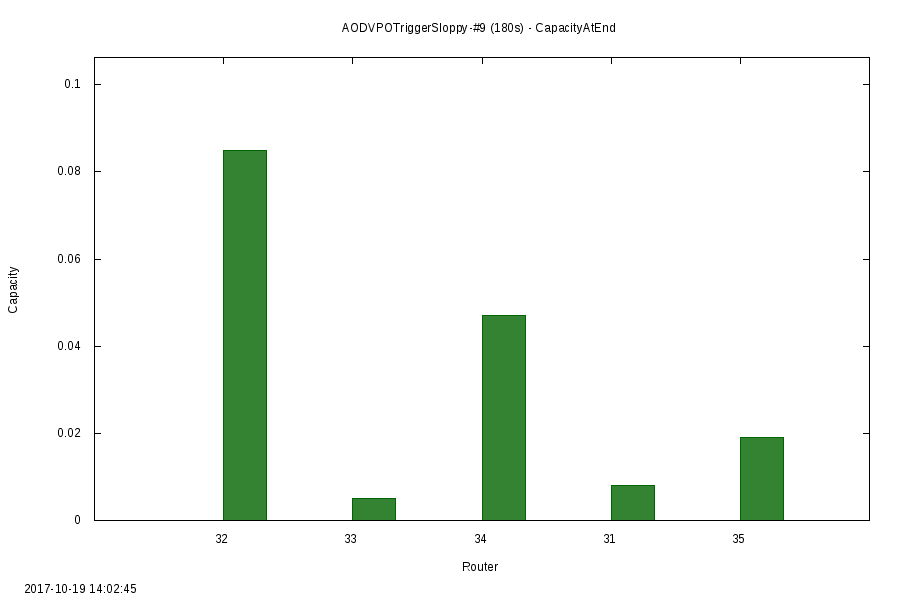 AODVPOTriggerSloppy-#9 (180s) - CapacityAtEnd
0.1
0.08
0.06
0.04
0.02
0
Capacity
32 33 34 31 35
Router
2017-10-19 14:02:45